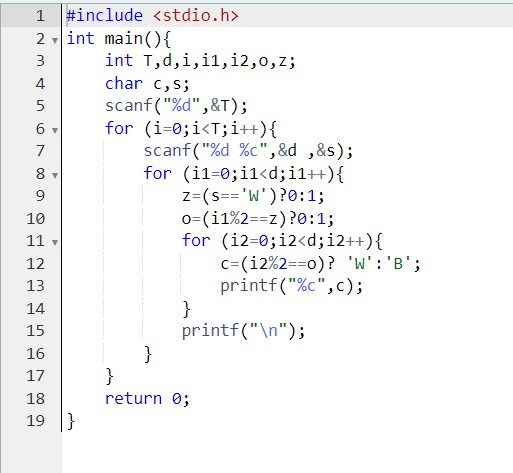 1 #include <stdio.h>
2 int main(){
3 int T,d,i,i1,i2,o,z;
4 char c,s;
5 scanf("%d",&T);
6 for (i=0;i<T;i++){
7 scanf("%d %c",&d ,&s);
8 for (i1=0;i1<d;i1++){
9 z=(s=='W')?0:1;
10 o=(i1%2==z)?0:1;
11 for (i2=0;i2<d;i2++){
12 c=(i2%2==o)? 'W':'B';
13 printf("%c",c);
14 }
15 printf("\n");
16 }
17 }
18 return 0;
19 }